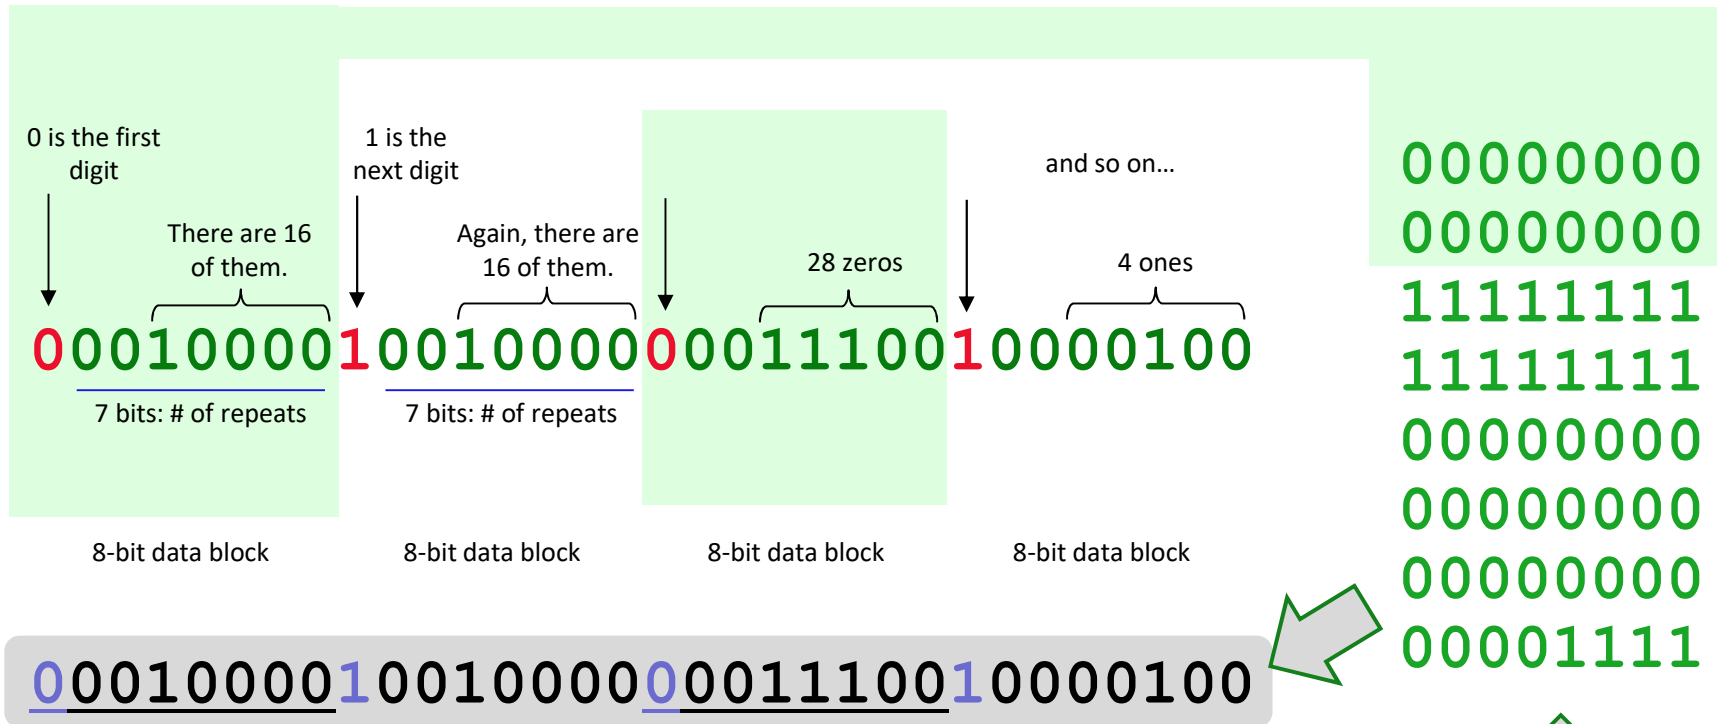 0 is the first
digit
1 is the
next digit
and so on...
There are 16
of them.
Again, there are
16 of them.
28 zeros
4 ones
00010000100100000001110010000100
7 bits: # of repeats
7 bits: # of repeats
8-bit data block
8-bit data block
8-bit data block
8-bit data block
00010000100100000001110010000100
00000000
00000000
11111111
11111111
00000000
00000000
00000000
00001111